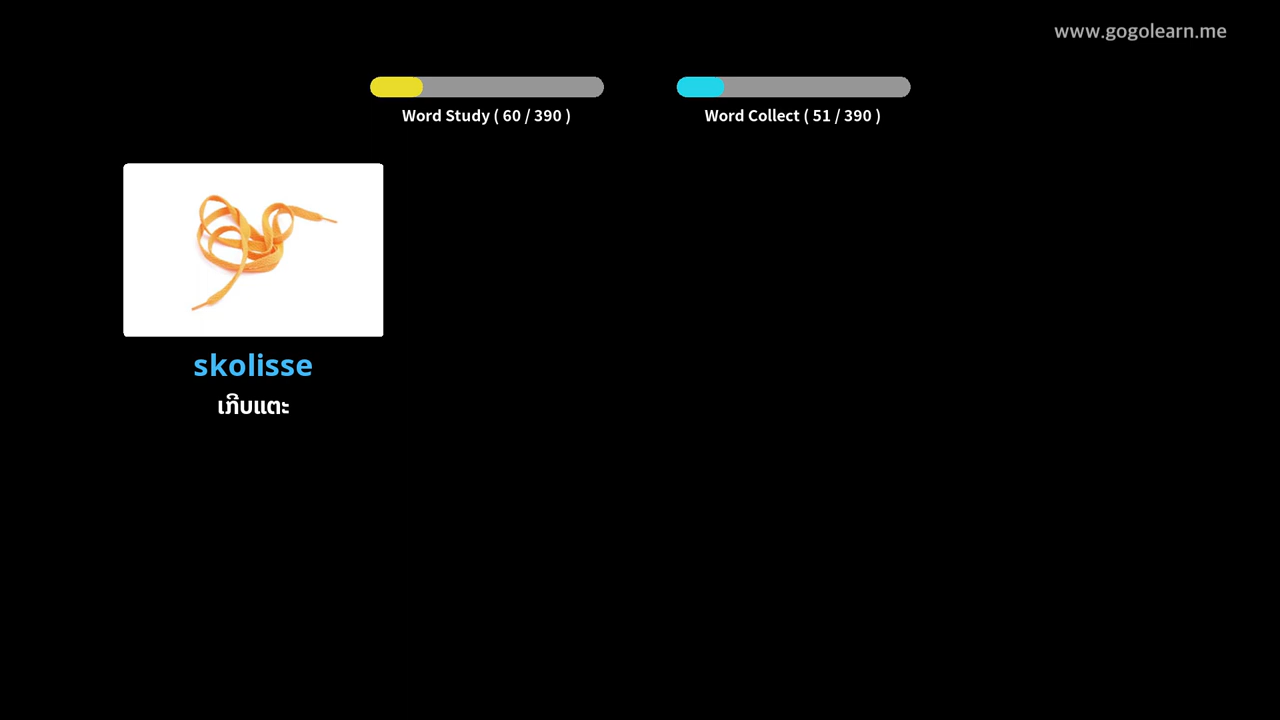 www.gogolearn.me
Word Study ( 60 / 390 )
Word Collect ( 51 / 390 )
skolisse
ເກີບແຕະ